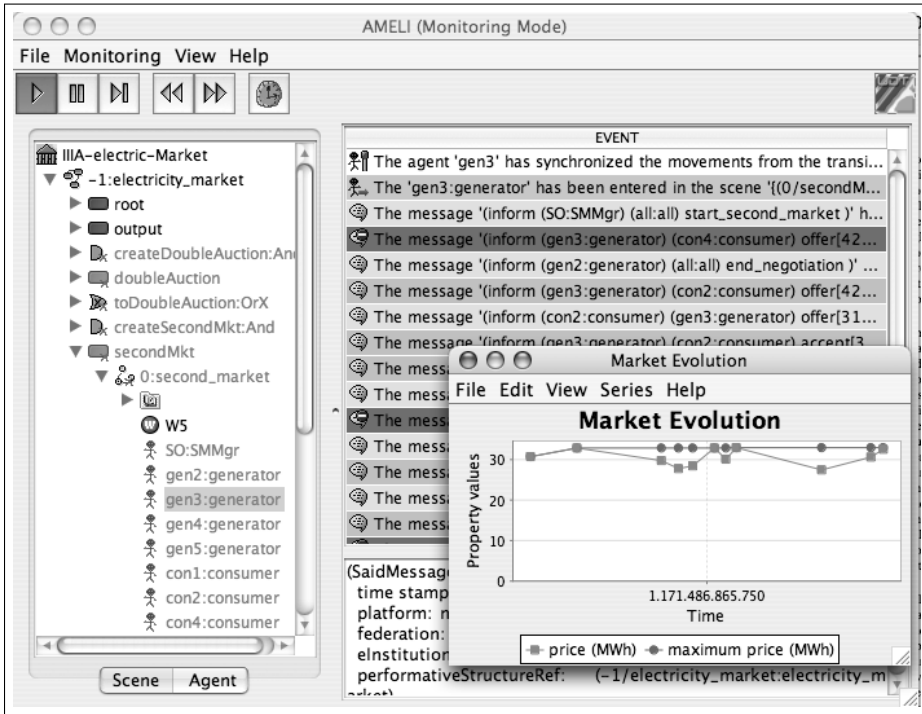 AMELI (Monitoring Mode)
File Monitoring View Help
IIIA-electric-Market
-1:electricity_market
root
output
createDoubleAuction:An
doubleAuction
toDoubleAuction:OrX
createSecondMkt:And
secondMkt
0:second_market
W W5
SO:SMMgr
gen2:generator
gen3:generator
gen4:generator
gen5:generator
con1:consumer
con2:consumer
con4:consumer
Scene Agent
EVENT
The agent 'gen3' has synchronized the movements from the transi...
The 'gen3:generator' has been entered in the scene '{(0/secondM...
The message '(inform (SO:SMMgr) (all:all) start_second_market )' h...
The message '(inform (gen3:generator) (con4:consumer) offer[42...
The message '(inform (gen2:generator) (all:all) end_negotiation )' ...
The message '(inform (gen3:generator) (con2:consumer) offer[42...
The message '(inform (con2:consumer) (gen3:generator) offer[31...
The message '(inform (gen3:generator) (con2:consumer) accept[3...
The mess
The mess
The mess
The mess
The mess
The mess
The mess
(SaidMessag
time stamp
platform: n
federation:
eInstitution
performativeStructureRef: (-1/electricity_market:electricity_m
arket)
Market Evolution
File Edit View Series Help
Market Evolution
Property values
30
20
10
0
1.171.486.865.750
Time
price (MWh) maximum price (MWh)